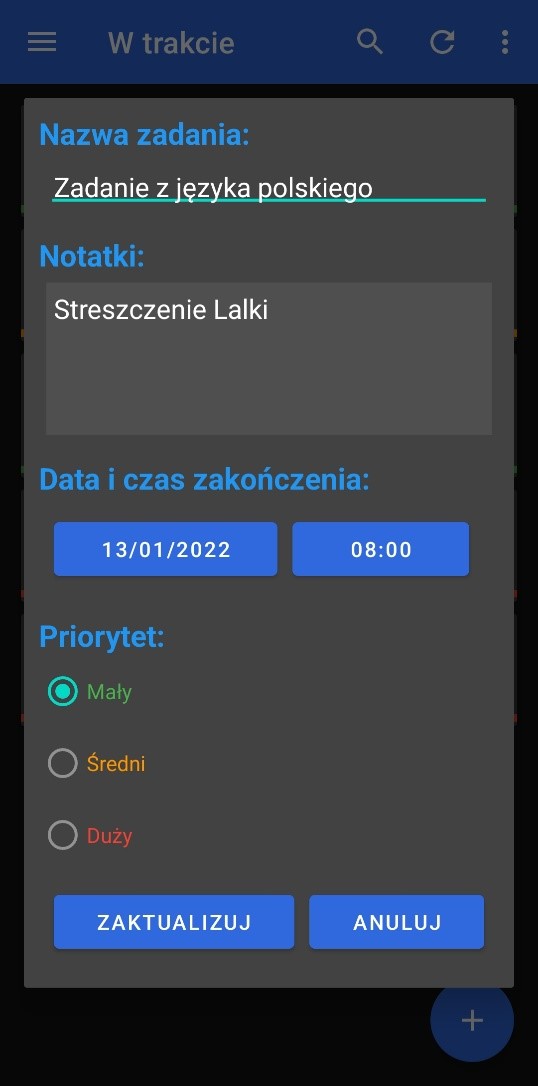 W trakcie
Nazwa zadania:
Zadanie z języka polskiego
Notatki:
Streszczenie Lalki
Data i czas zakończenia:
13/01/2022 08:00
Priorytet:
Mały
Średni
Duży
ZAKTUALIZUJ ANULUJ